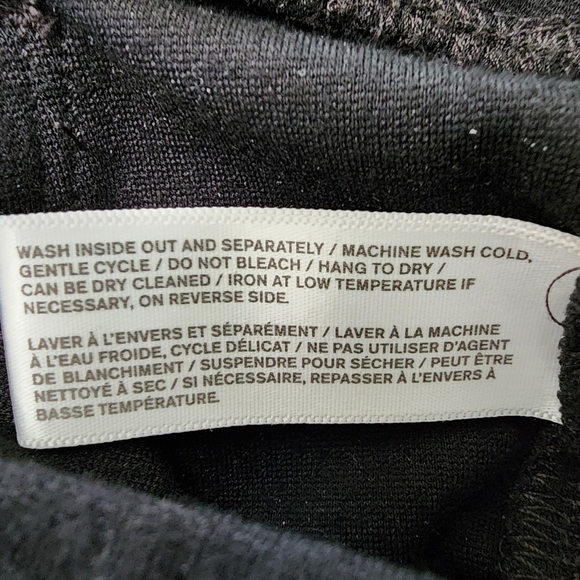 WASH INSIDE OUT AND SEPARATELY / MACHINE WASH COLD,
GENTLE CYCLE / DO NOT BLEACH / HANG TO DRY /
CAN BE DRY CLEANED / IRON AT LOW TEMPERATURE IF
NECESSARY, ON REVERSE SIDE.
LAVER À L'ENVERS ET SÉPARÉMENT / LAVER À LA MACHINE
À L'EAU FROIDE, CYCLE DÉLICAT / NE PAS UTILISER D'AGENT
DE BLANCHIMENT / SUSPENDRE POUR SÉCHER / PEUT ÊTRE
NETTOYÉ À SEC / SI NÉCESSAIRE, REPASSER À L'ENVERS À
BASSE TEMPÉRATURE.